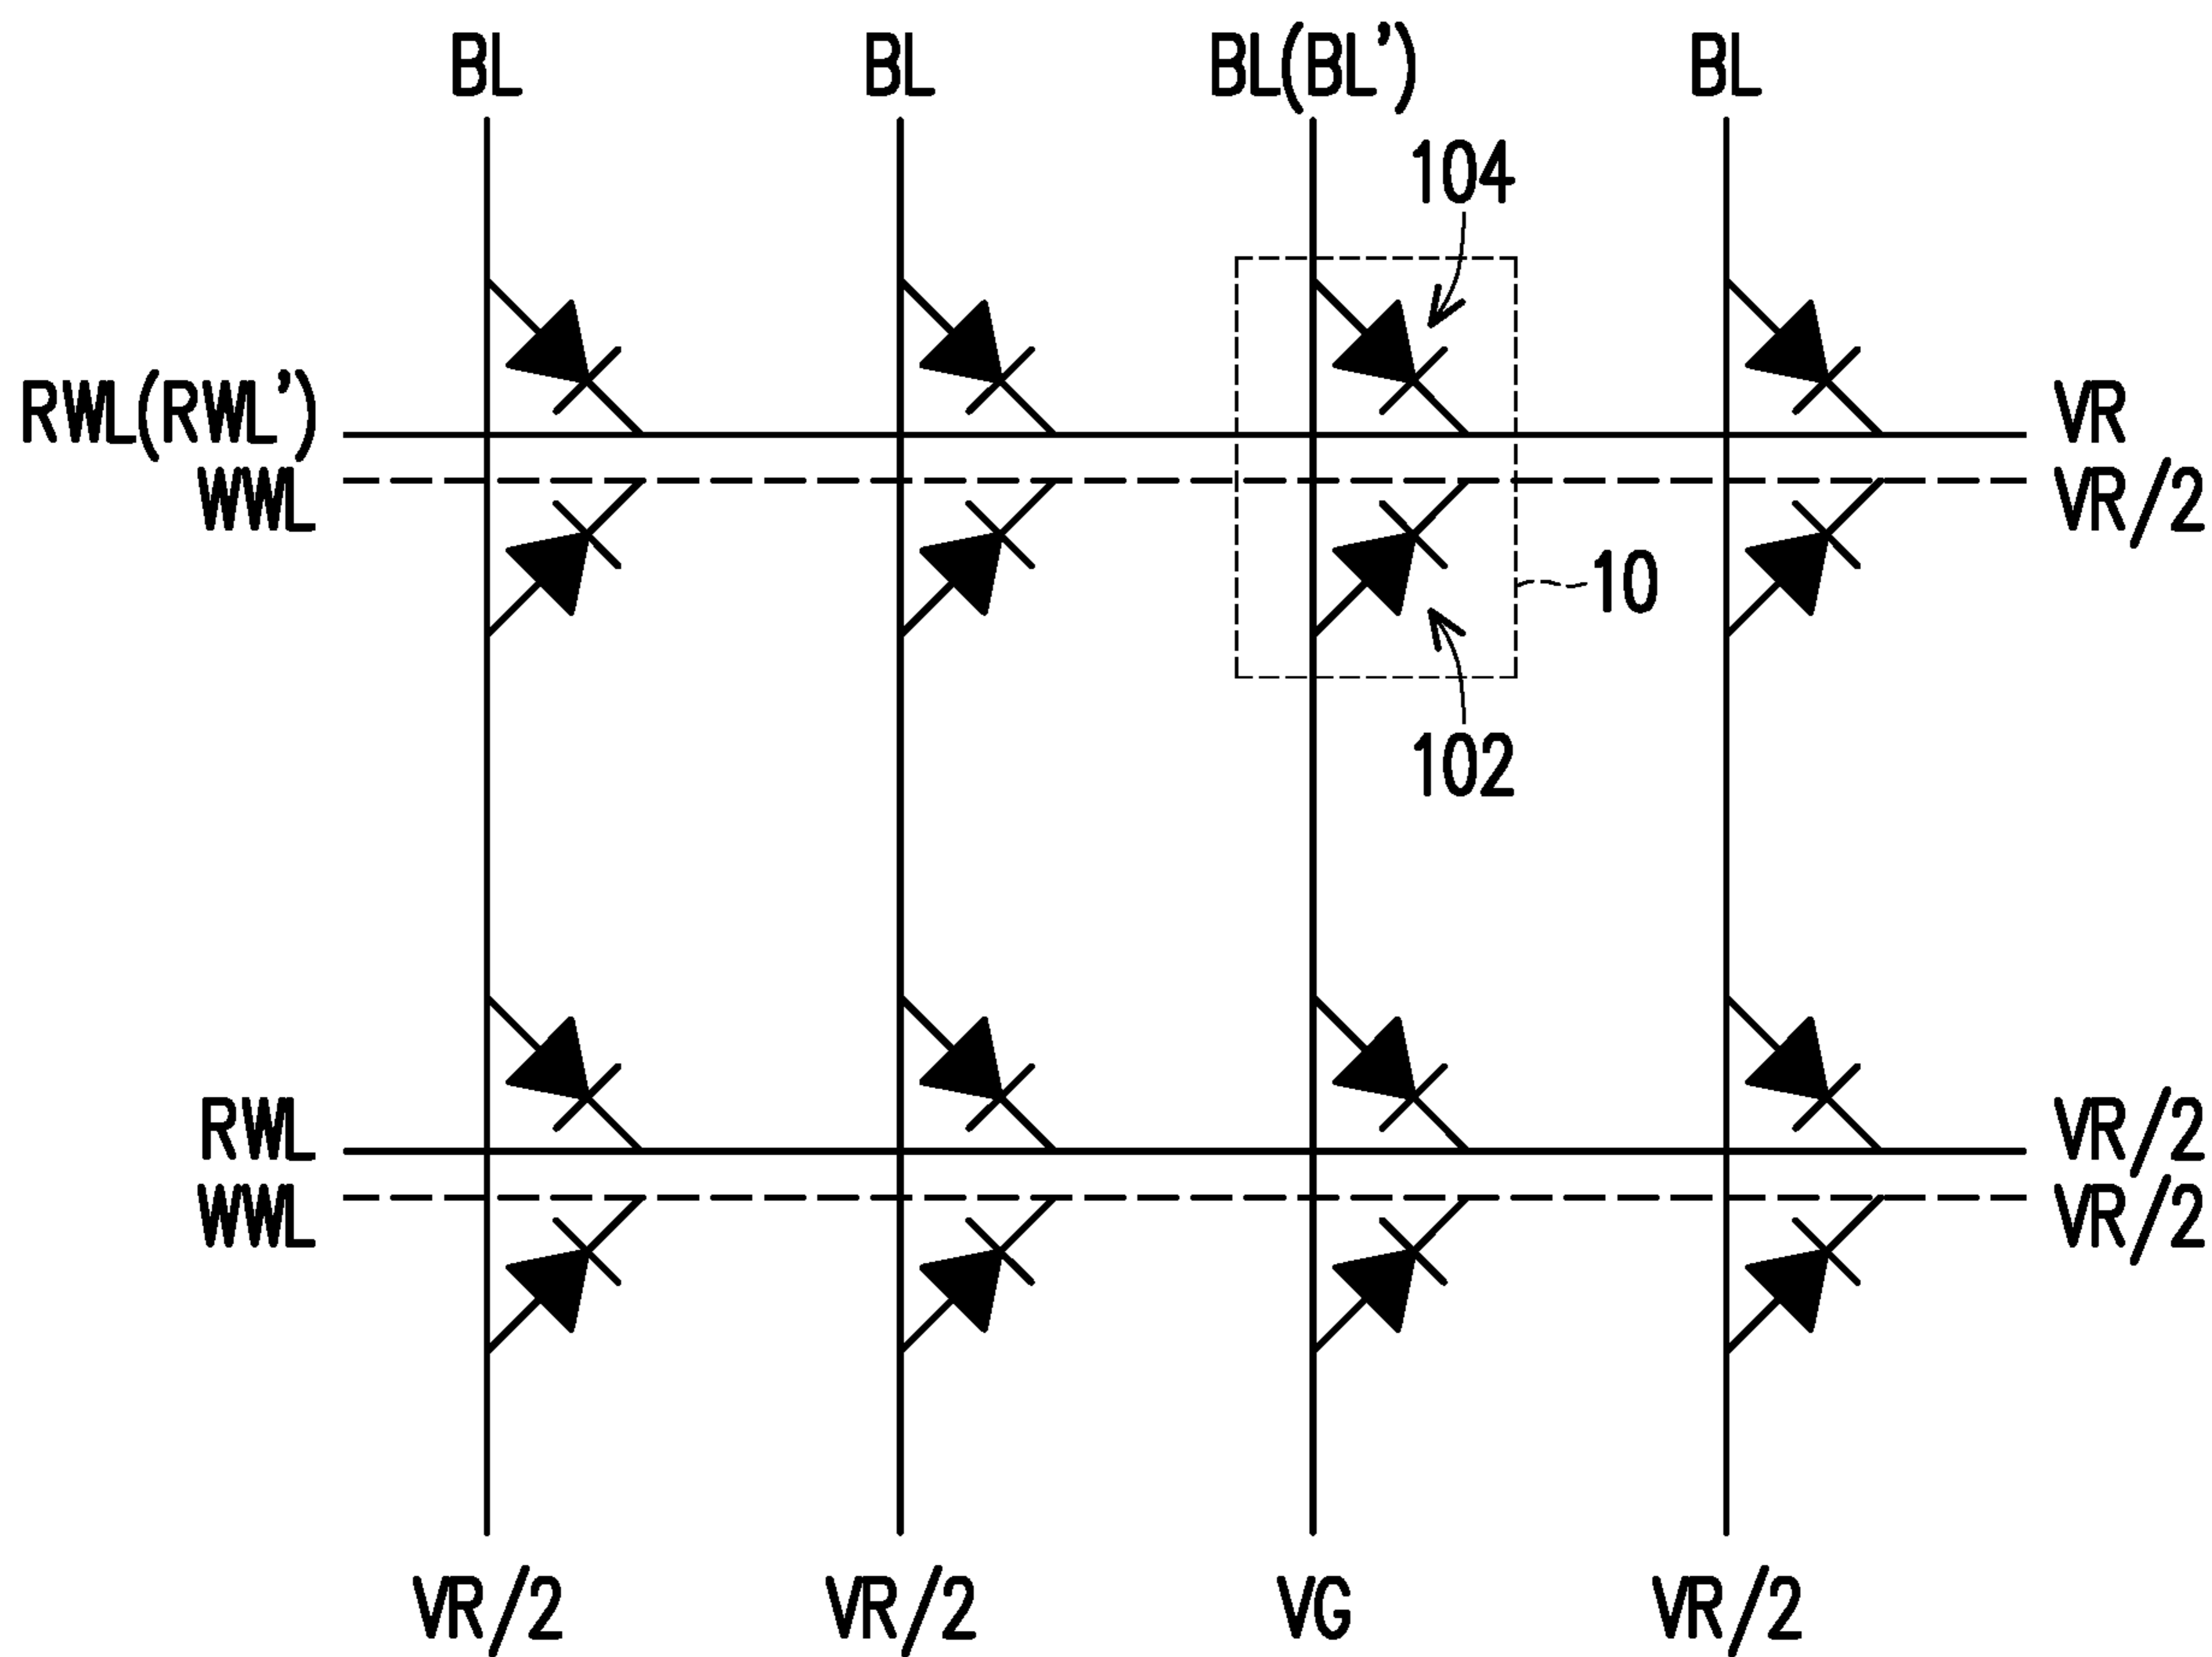 BL BL BL(BL') BL
104
RWL(RWL') VR
WWL VR/2
10
102
RWL VR/2
WWL VR/2
VR/2 VR/2 VG VR/2